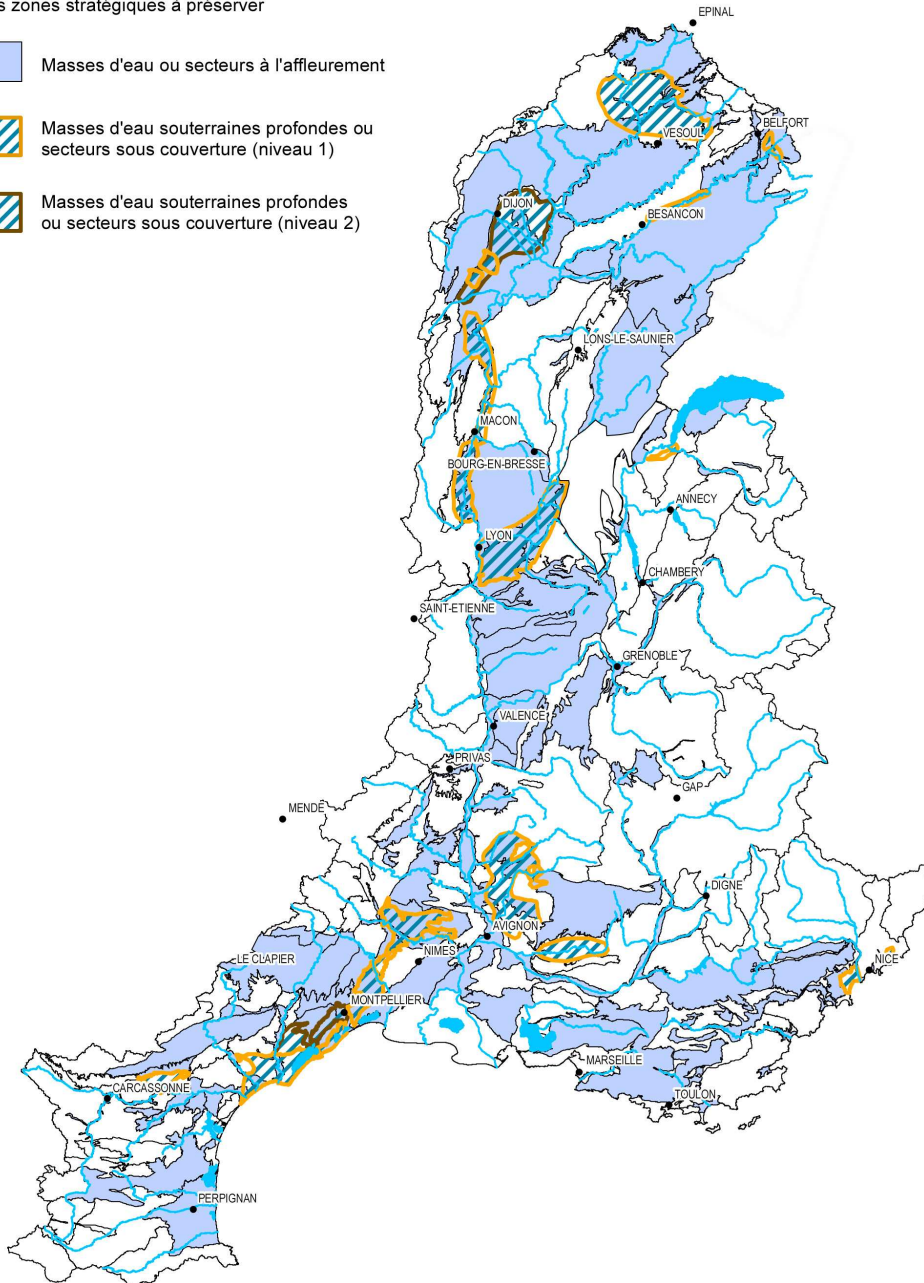 s zones stratégiques à préserver
Masses d'eau ou secteurs à l'affleurement
Masses d'eau souterraines profondes ou
secteurs sous couverture (niveau 1)
Masses d'eau souterraines profondes
ou secteurs sous couverture (niveau 2)
EPINAL
BELFORT
VESOUL
DIJON
BESANCON
LONS-LE-SAUNIER
MACON
BOURG-EN-BRESSE
ANNECY
LYON
CHAMBERY
SAINT-ETIENNE
GRENOBLE
VALENCE
PRIVAS
GAP
MENDE
DIGNE
AVIGNON
NIMES
LE CLAPIER
NICE
MONTPELLIER
MARSEILLE
CARCASSONNE
TOULON
PERPIGNAN